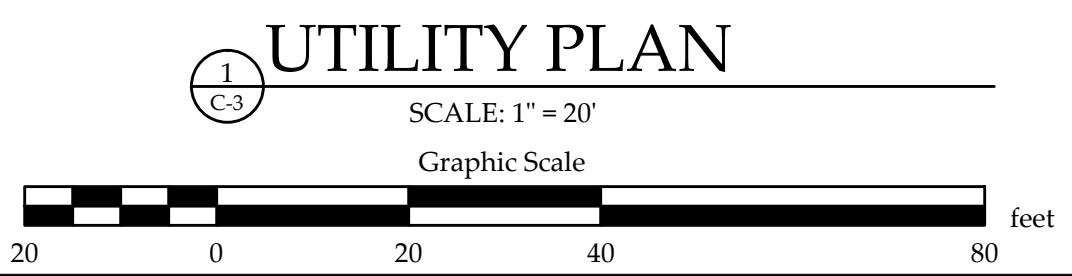 UTILITY PLAN
1
C-3
SCALE: 1" = 20'
Graphic Scale
feet
20 0 20 40 80